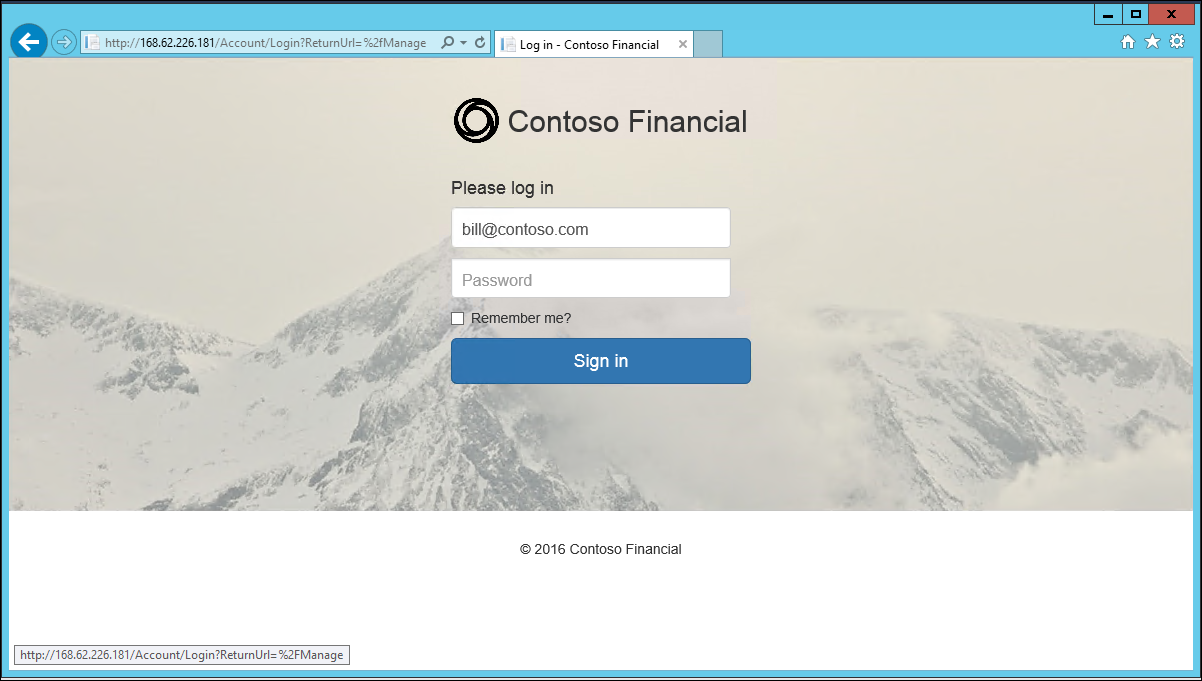 http://168.62.226.181/Account/Login?ReturnUrl=%2fManage
Log in - Contoso Financial
Contoso Financial
Please log in
bill@contoso.com
Password
Remember me?
Sign in
© 2016 Contoso Financial
http://168.62.226.181/Account/Login?ReturnUrl=%2FManage